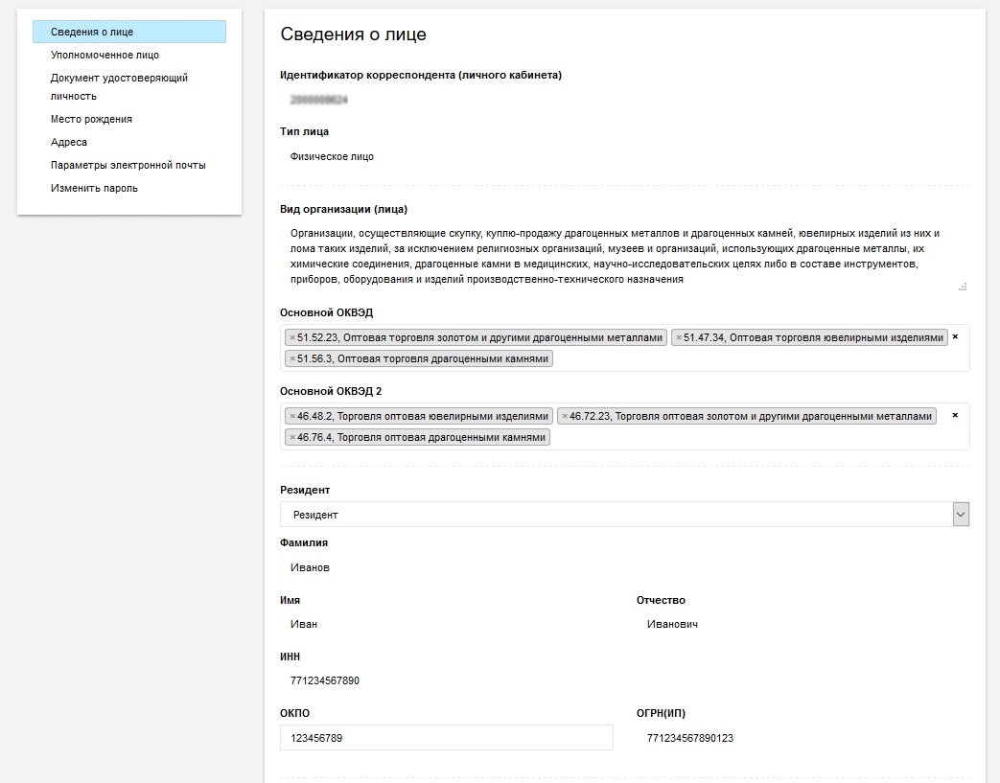 Сведения о лице
Уполномоченное лицо
Документ удостоверяющий
личность
Место рождения
Адреса
Параметры электронной почты
Изменить пароль
Сведения о лице
Идентификатор корреспондента (личного кабинета)
Тип лица
Физическое лицо
Вид организации (лица)
Организации, осуществляющие скупку, куплю-продажу драгоценных металлов и драгоценных камней, ювелирных изделий из них и
лома таких изделий, за исключением религиозных организаций, музеев и организаций, использующих драгоценные металлы, их
химические соединения, драгоценные камни в медицинских, научно-исследовательских целях либо в составе инструментов,
приборов, оборудования и изделий производственно-технического назначения
Основной ОКВЭД
×51.52.23, Оптовая торговля золотом и другими драгоценными металлами ×51.47.34, Оптовая торговля ювелирными изделиями ×
×51.56.3, Оптовая торговля драгоценными камнями
Основной ОКВЭД 2
×46.48.2, Торговля оптовая ювелирными изделиями ×46.72.23, Торговля оптовая золотом и другими драгоценными металлами ×
×46.76.4, Торговля оптовая драгоценными камнями
Резидент
Резидент
Фамилия
Иванов
Имя Отчество
Иван Иванович
ИНН
771234567890
ОКПО ОГРН(ИП)
123456789 771234567890123